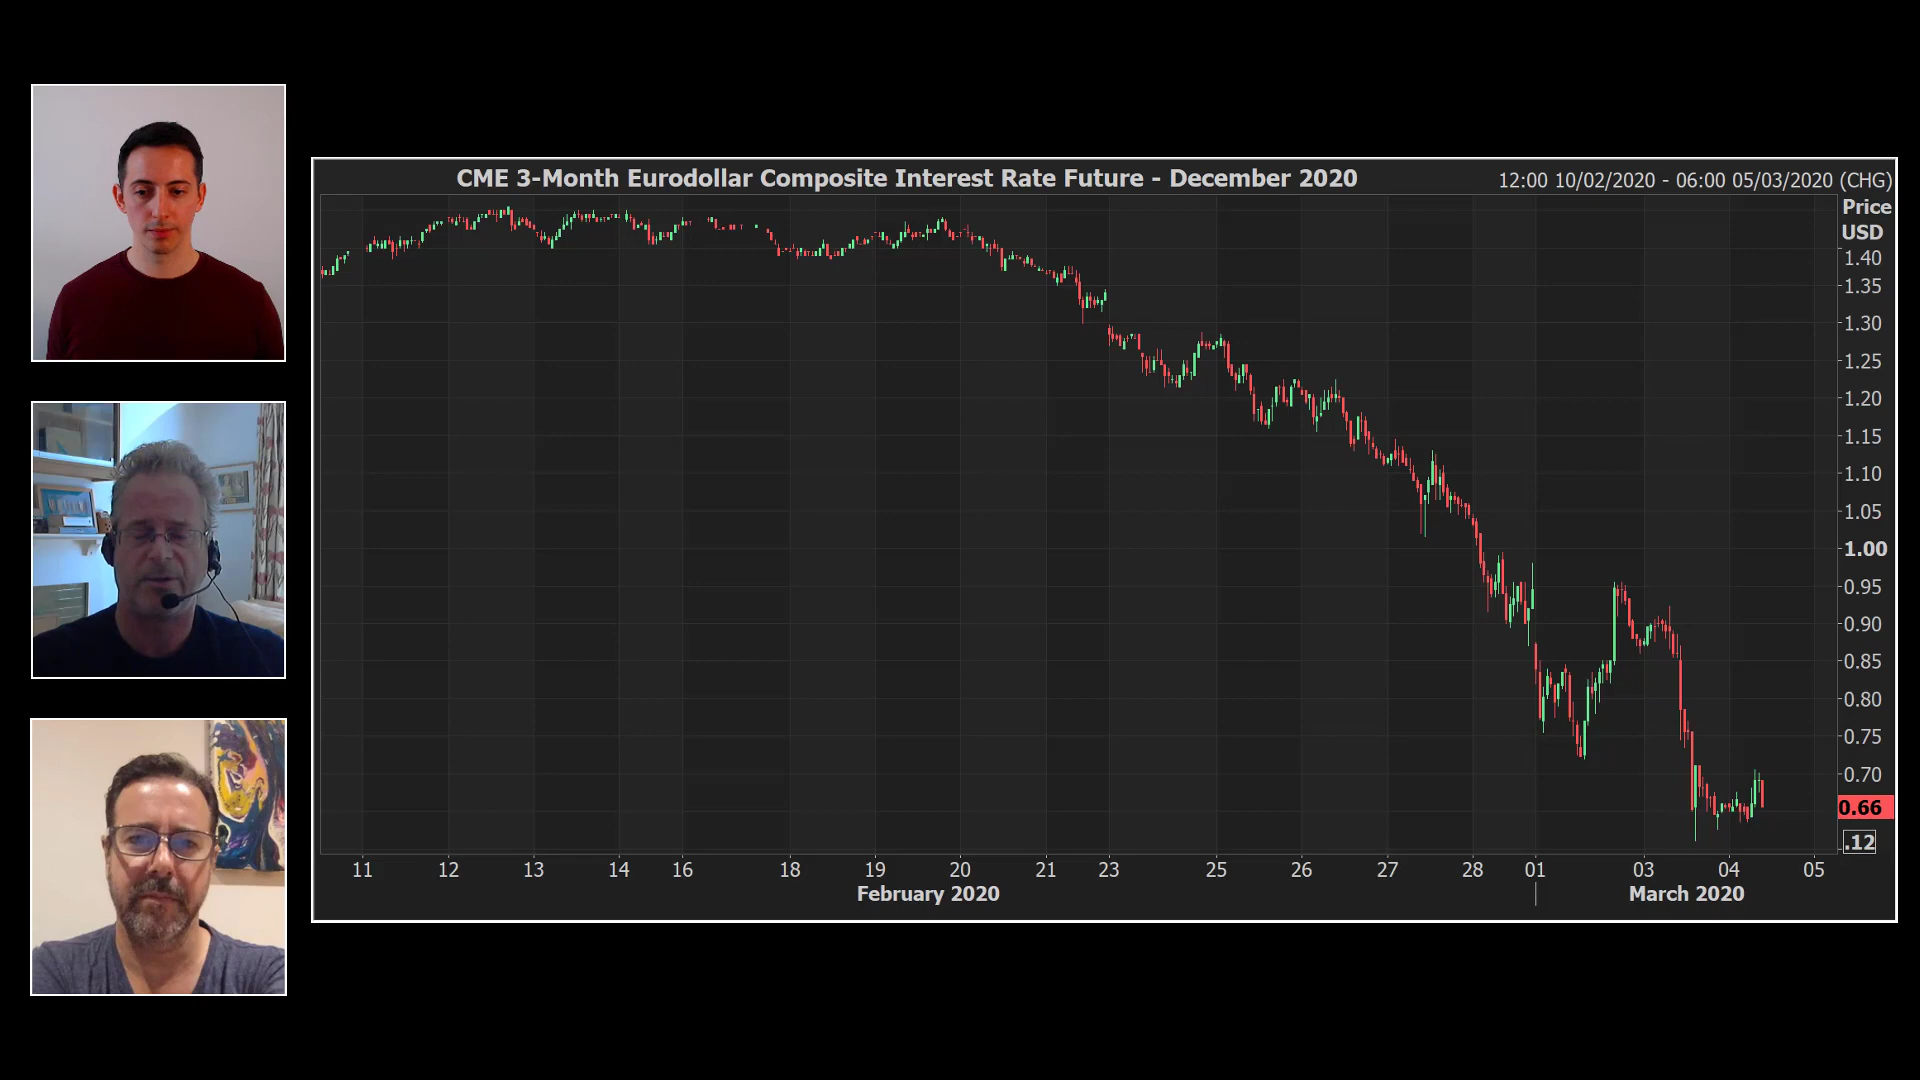 CME 3-Month Eurodollar Composite Interest Rate Future - December 2020
12:00 10/02/2020 - 06:00 05/03/2020 (CHG)
Price
USD
1.40
1.35
1.30
1.25
1.20
1.15
1.10
1.05
1.00
0.95
0.90
0.85
0.80
0.75
0.70
0.66
.12
11 12 13 14 16 18 19 20 21 23 25 26 27 28 01 03 04 05
February 2020 March 2020